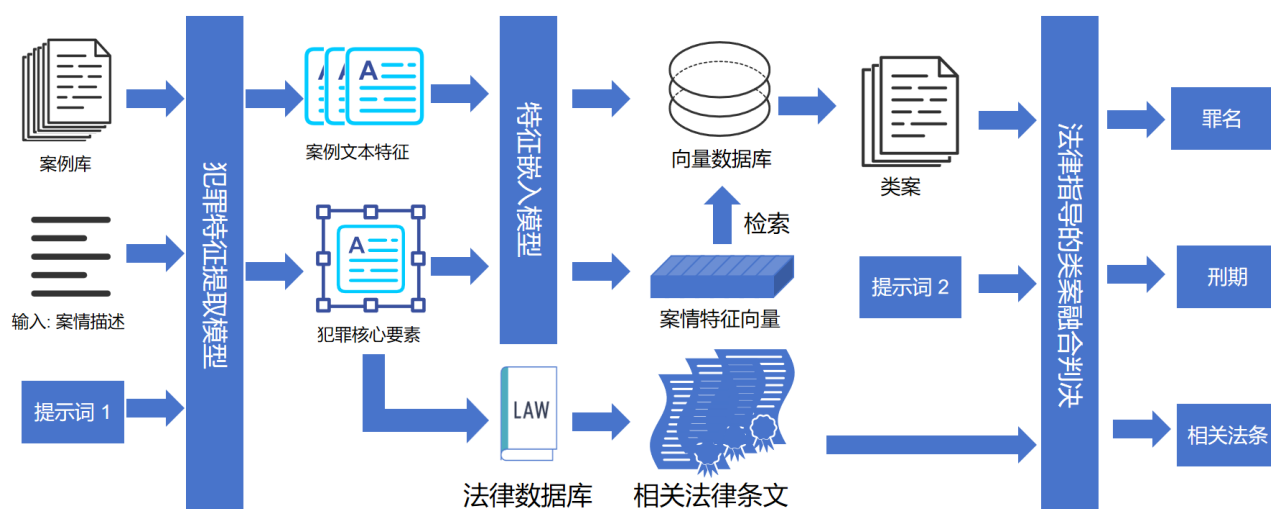 案例库
输入: 案情描述
提示词 1
犯罪特征提取模型
A
A
A
案例文本特征
A
犯罪核心要素
特征嵌入模型
LAW
法律数据库
向量数据库
检索
案情特征向量
相关法律条文
类案
提示词 2
法律指导的类案融合判决
罪名
刑期
相关法条